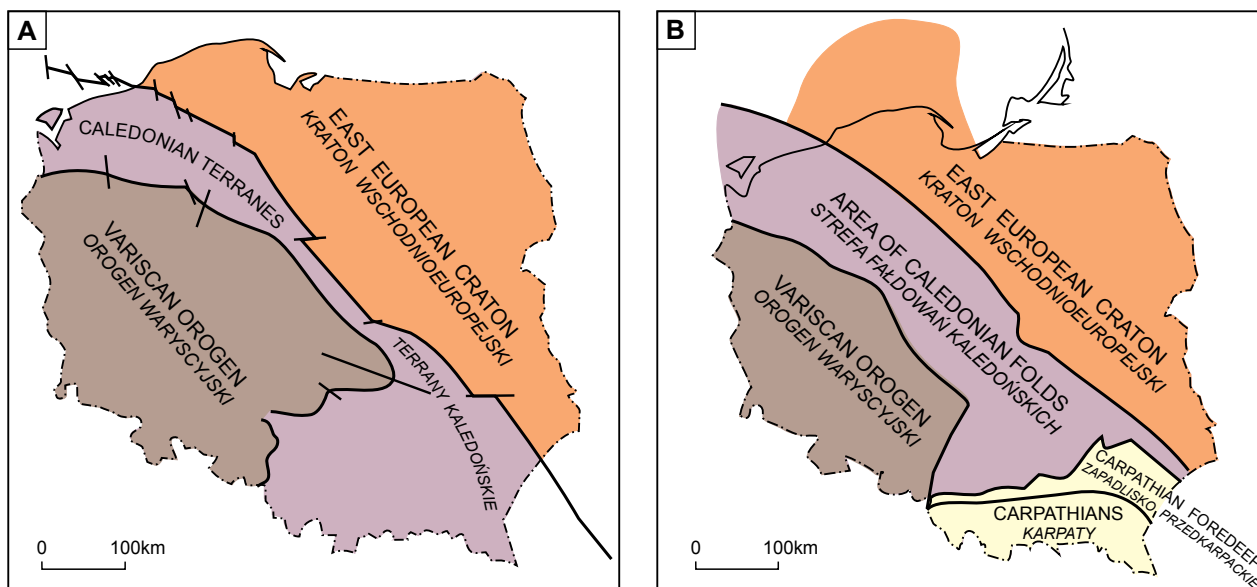 A
CALEDONIAN TERRANES
EAST EUROPEAN CRATON
KRATON WSCHODNIOEUROPEJSKI
VARISCAN OROGEN
OROGEN WARYSCYJSKI
TERRANY KALEDOŃSKIE
0 100km
B
EAST EUROPEAN CRATON
KRATON WSCHODNIOEUROPEJSKI
AREA OF CALEDONIAN FOLDS
STREFA FAŁDOWAŃ KALEDOŃSKICH
VARISCAN OROGEN
OROGEN WARYSCYJSKI
CARPATHIAN FOREDEEP
ZAPADLISKO PRZEDKARPACKIE
CARPATHIANS
KARPATY
0 100km